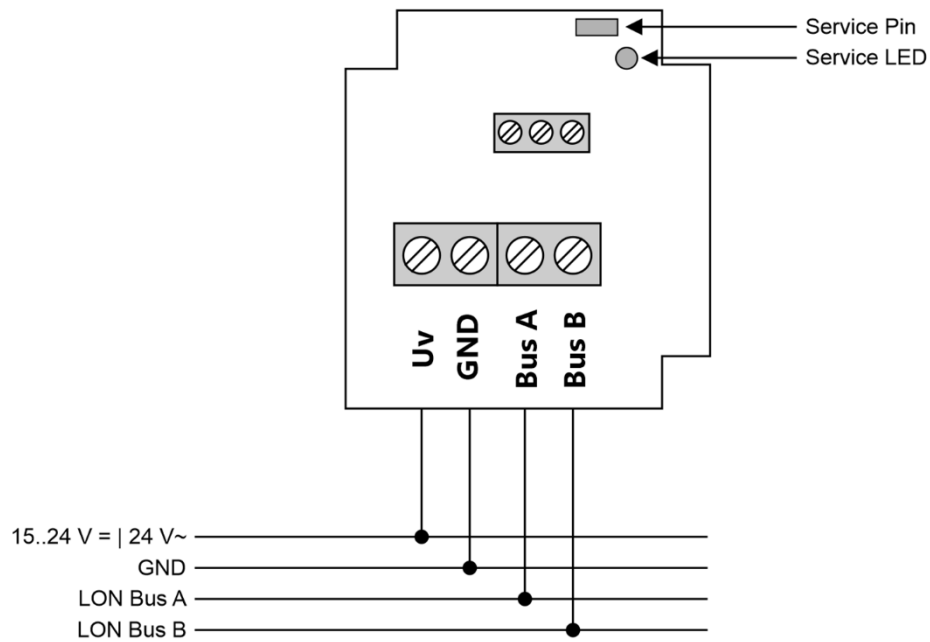 Service Pin
Service LED
Uv
GND
Bus A
Bus B
15..24 V = | 24 V~
GND
LON Bus A
LON Bus B